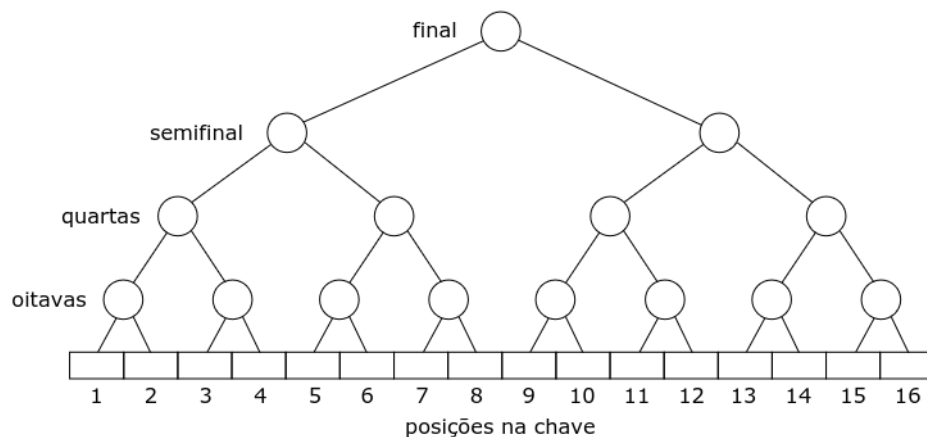 final
semifinal
quartas
oitavas
1 2 3 4 5 6 7 8 9 10 11 12 13 14 15 16
posições na chave